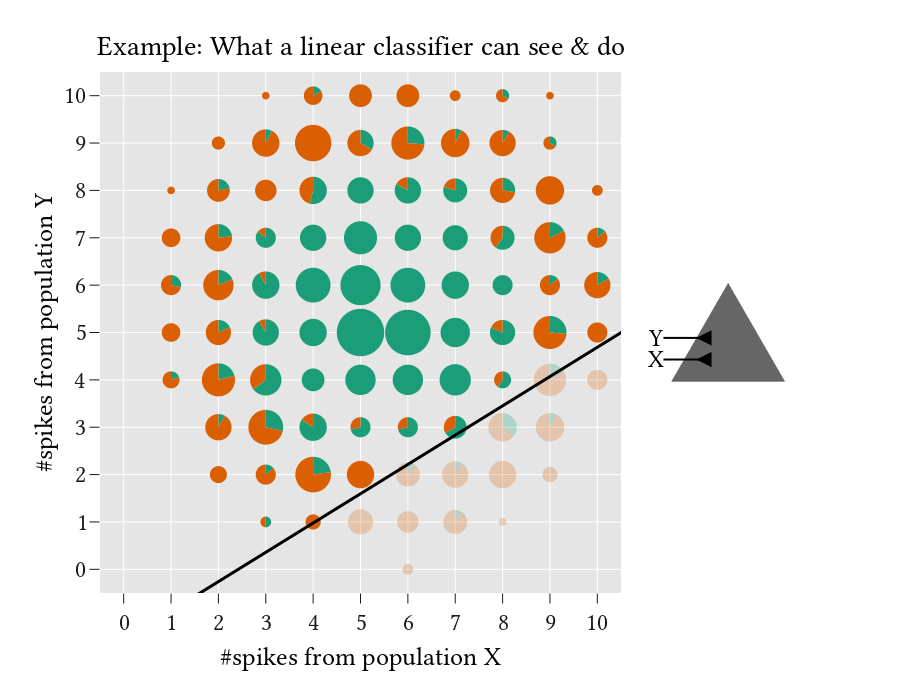 Example: What a linear classifier can see & do
#spikes from population Y
10
9
8
7
6
5
4
3
2
1
0
0 1 2 3 4 5 6 7 8 9 10
#spikes from population X
Y
X